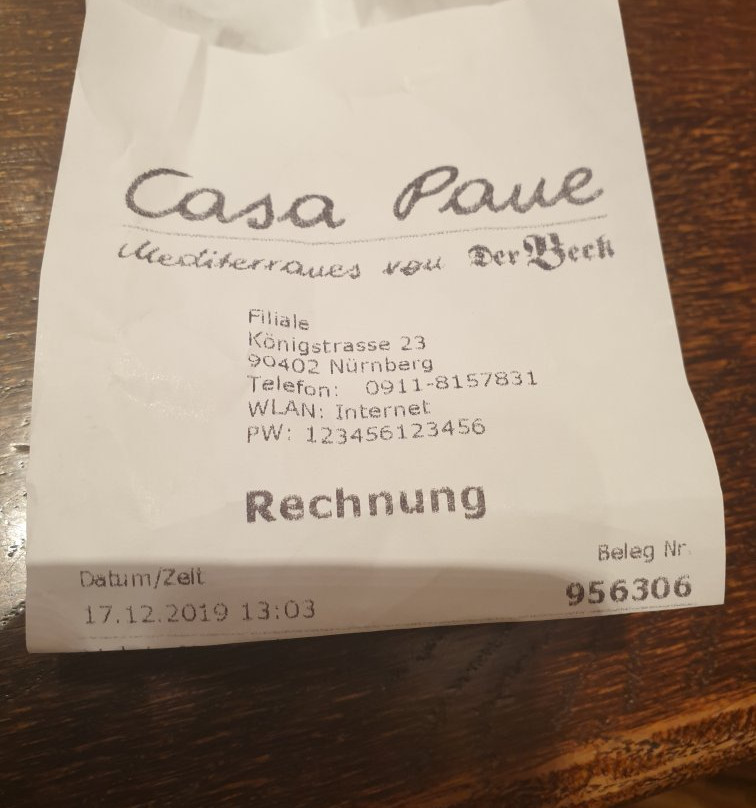 Casa Pane
Mediterranes von Der Beck
Filiale
Königstrasse 23
90402 Nürnberg
Telefon: 0911-8157831
WLAN: Internet
PW: 123456123456
Rechnung
Beleg Nr.
Datum/Zeit
956306
17.12.2019 13:03